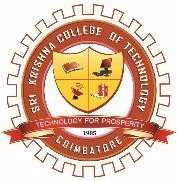 SRI KRISHNA COLLEGE OF TECHNOLOGY
TECHNOLOGY FOR PROSPERITY
1985
COIMBATORE